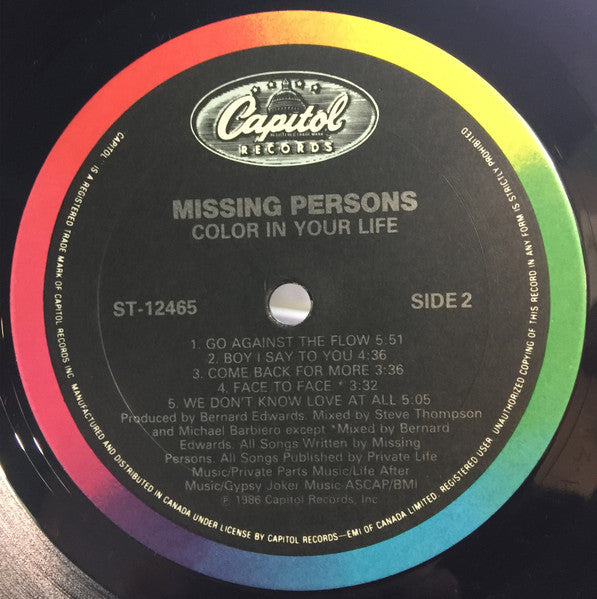 Capitol
REGISTERED TRADE MARK
RECORDS
MISSING PERSONS
COLOR IN YOUR LIFE
ST-12465
SIDE 2
1. GO AGAINST THE FLOW 5:51
2. BOY I SAY TO YOU 4:36
3. COME BACK FOR MORE 3:36
4. FACE TO FACE * 3:32
5. WE DON'T KNOW LOVE AT ALL 5:05
Produced by Bernard Edwards. Mixed by Steve Thompson
and Michael Barbiero except *Mixed by Bernard
Edwards. All Songs Written by Missing
Persons. All Songs Published by Private Life
Music/Private Parts Music/Life After
Music/Gypsy Joker Music ASCAP/BMI
℗ 1986 Capitol Records, Inc
CAPITOL · IS A REGISTERED TRADE MARK OF CAPITOL RECORDS INC. MANUFACTURED AND DISTRIBUTED IN CANADA UNDER LICENSE BY CAPITOL RECORDS—EMI OF CANADA LIMITED. REGISTERED USER. UNAUTHORIZED COPYING OF THIS RECORD IN ANY FORM IS STRICTLY PROHIBITED